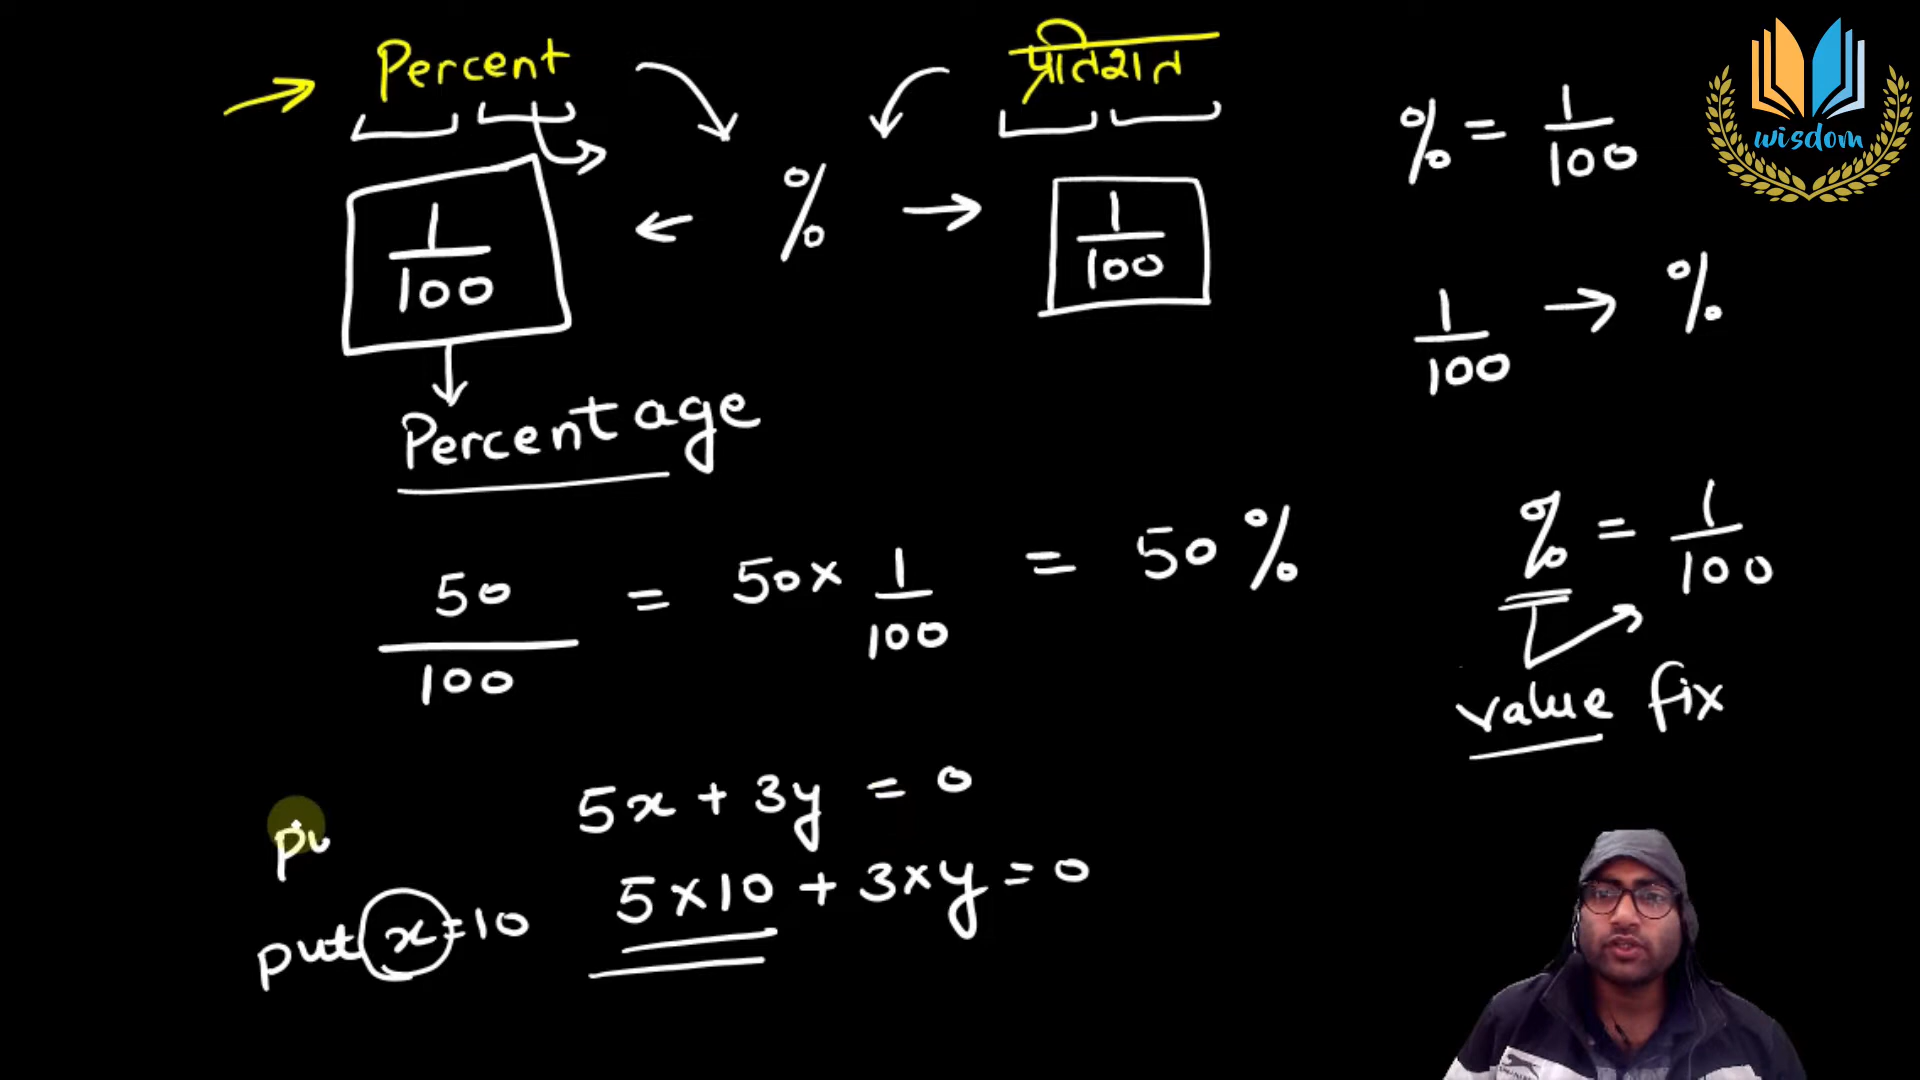 Percent प्रतिशत
% = 1/100
wisdom
1/100 ← % → 1/100
1/100 → %
Percentage
50/100 = 50 × 1/100 = 50 %
% = 1/100
value fix
5x + 3y = 0
pu
put x = 10 5 × 10 + 3 × y = 0